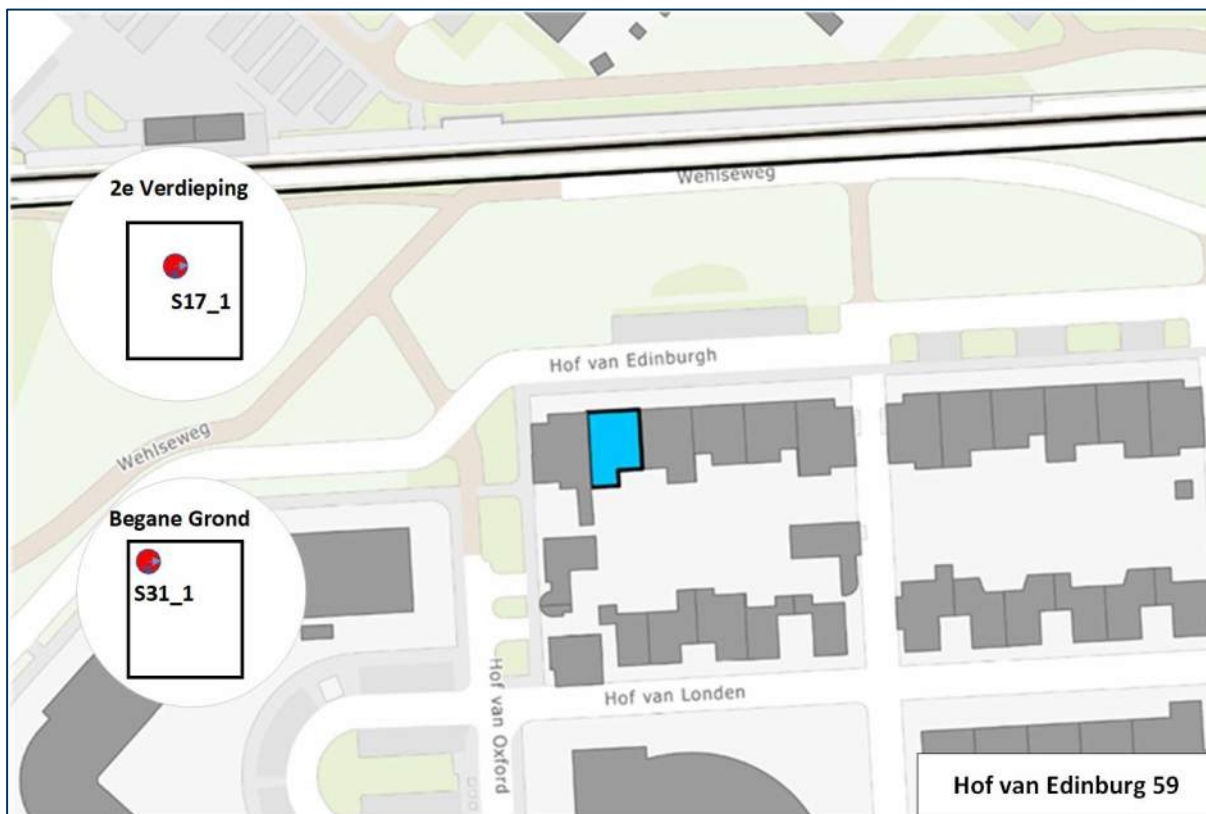 Wehlseweg
2e Verdieping
S17_1
Hof van Edinburgh
Wehlseweg
Begane Grond
S31_1
Hof van Oxford
Hof van Londen
Hof van Edinburg 59